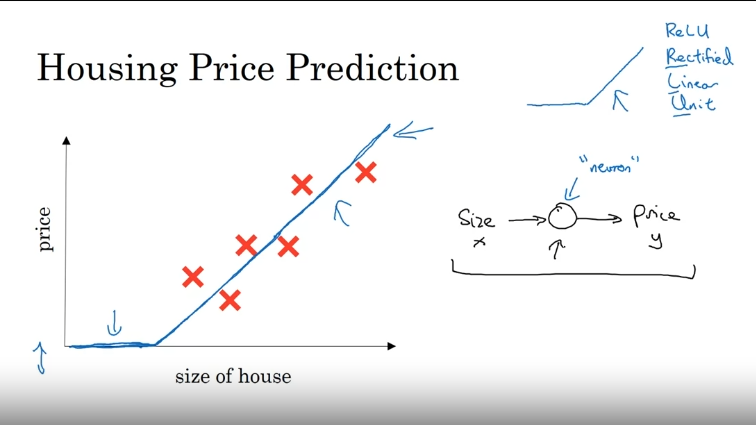 Housing Price Prediction
ReLU
Rectified
Linear
Unit
"neuron"
Size
x
Price
y
price
size of house